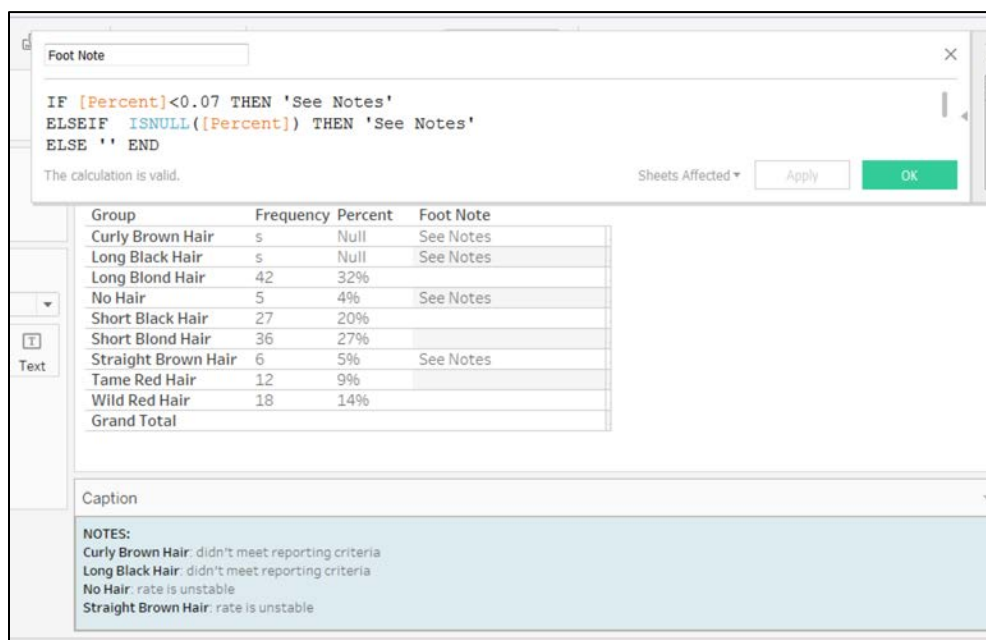 Foot Note
IF [Percent]<0.07 THEN 'See Notes'
ELSEIF ISNULL([Percent]) THEN 'See Notes'
ELSE '' END
The calculation is valid.
Sheets Affected
Apply
OK
Group Frequency Percent Foot Note
Curly Brown Hair s Null See Notes
Long Black Hair s Null See Notes
Long Blond Hair 42 32%
No Hair 5 4% See Notes
Short Black Hair 27 20%
Short Blond Hair 36 27%
Straight Brown Hair 6 5% See Notes
Tame Red Hair 12 9%
Wild Red Hair 18 14%
Grand Total
Text
Caption
NOTES:
Curly Brown Hair: didn't meet reporting criteria
Long Black Hair: didn't meet reporting criteria
No Hair: rate is unstable
Straight Brown Hair: rate is unstable